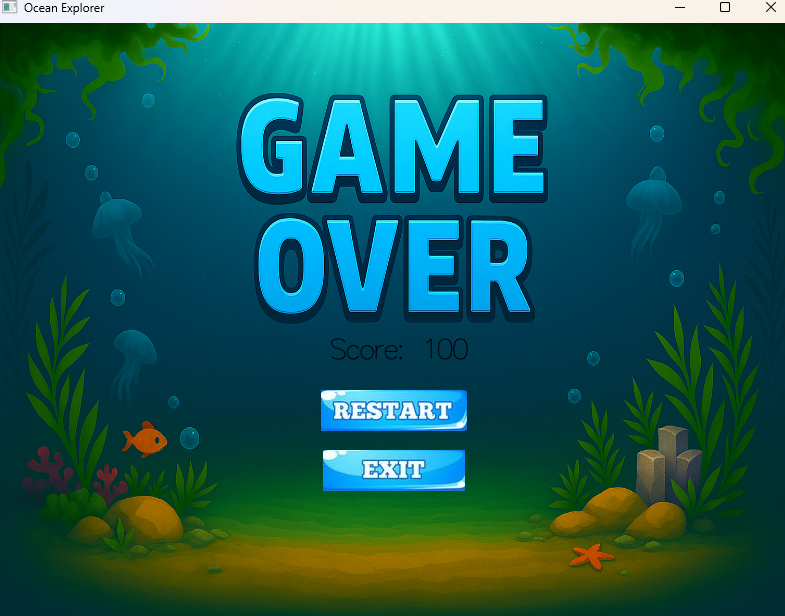 Ocean Explorer
GAME
OVER
Score: 100
RESTART
EXIT